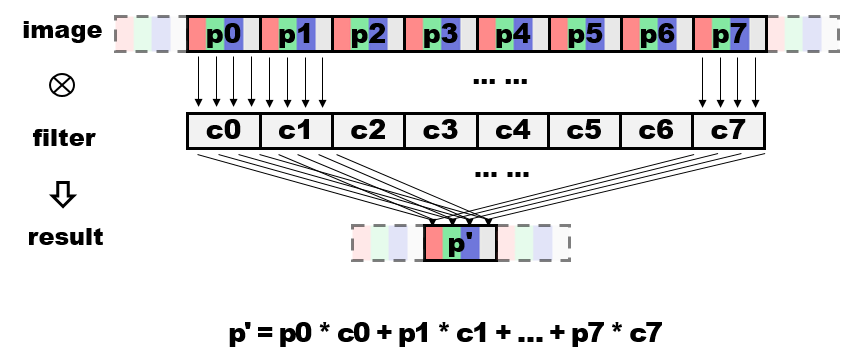 image p0 p1 p2 p3 p4 p5 p6 p7
... ...
filter c0 c1 c2 c3 c4 c5 c6 c7
... ...
result p'
p' = p0 * c0 + p1 * c1 + ... + p7 * c7